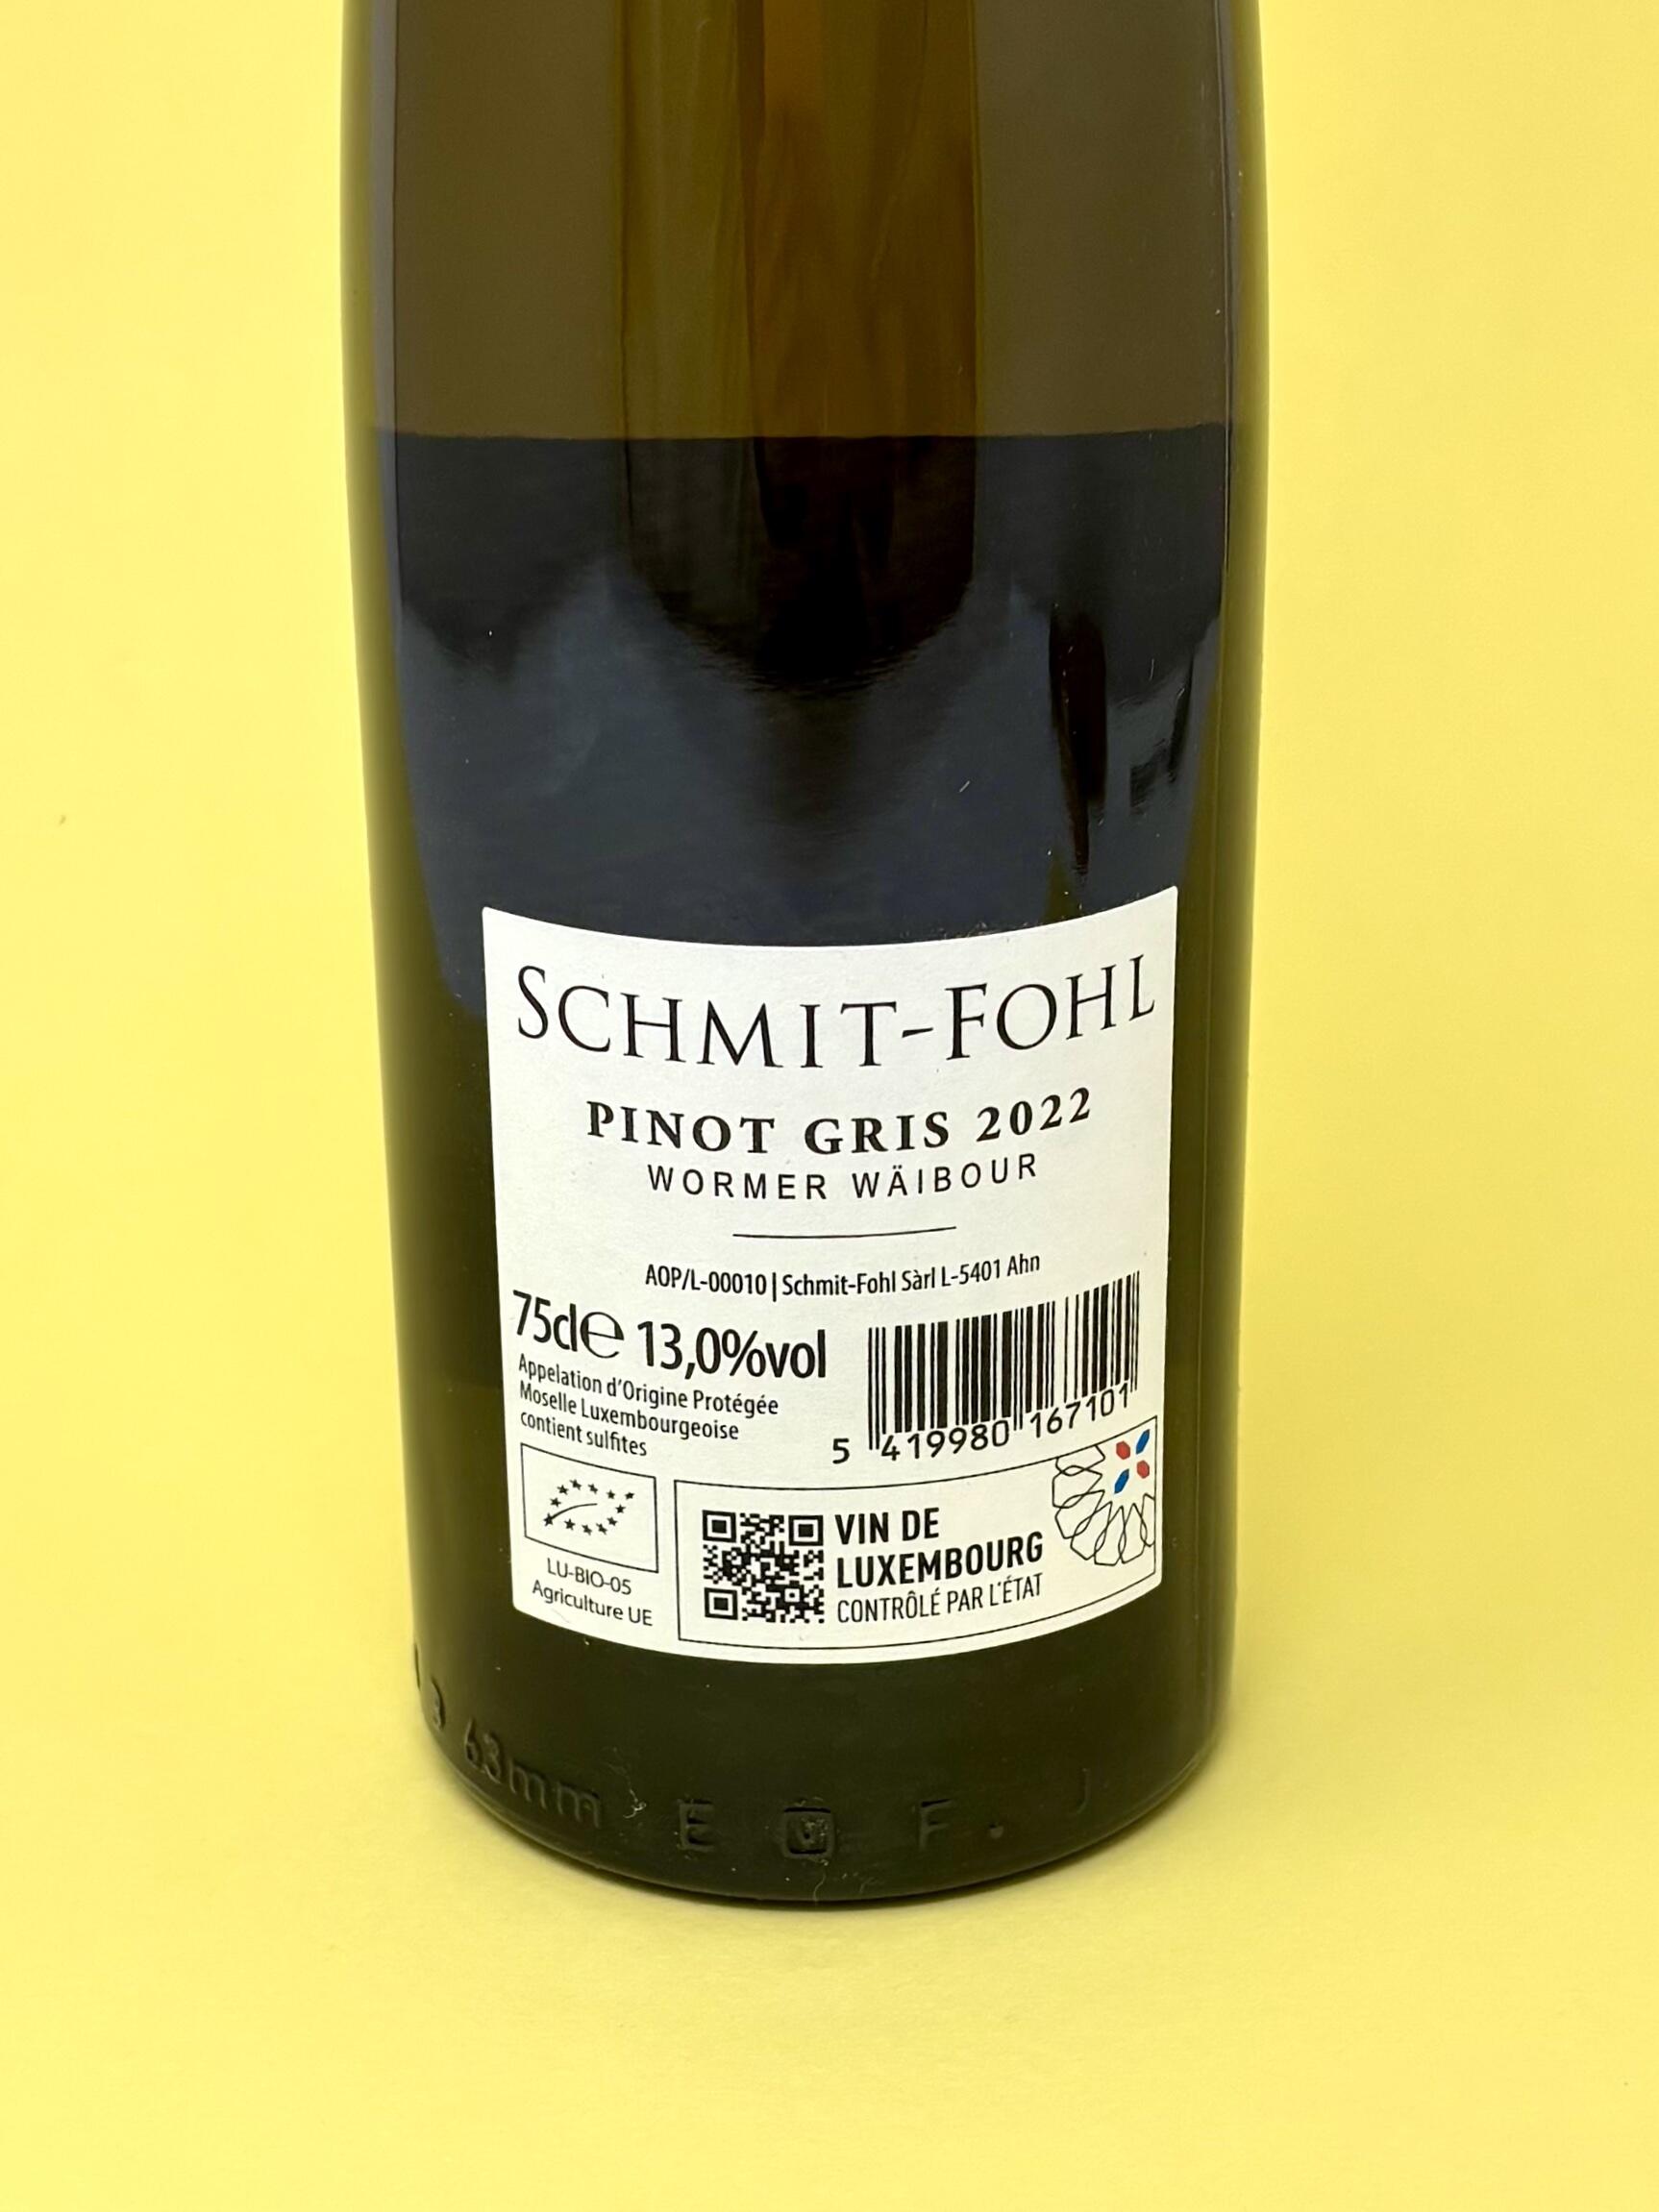 SCHMIT-FOHL
PINOT GRIS 2022
WORMER WÄIBOUR
AOP/L-00010 | Schmit-Fohl Sàrl L-5401 Ahn
75cl e 13,0%vol
Appelation d'Origine Protégée
Moselle Luxembourgeoise
contient sulfites
5 419980 167101
LU-BIO-05
Agriculture UE
VIN DE
LUXEMBOURG
CONTRÔLÉ PAR L'ÉTAT
63mm E F.